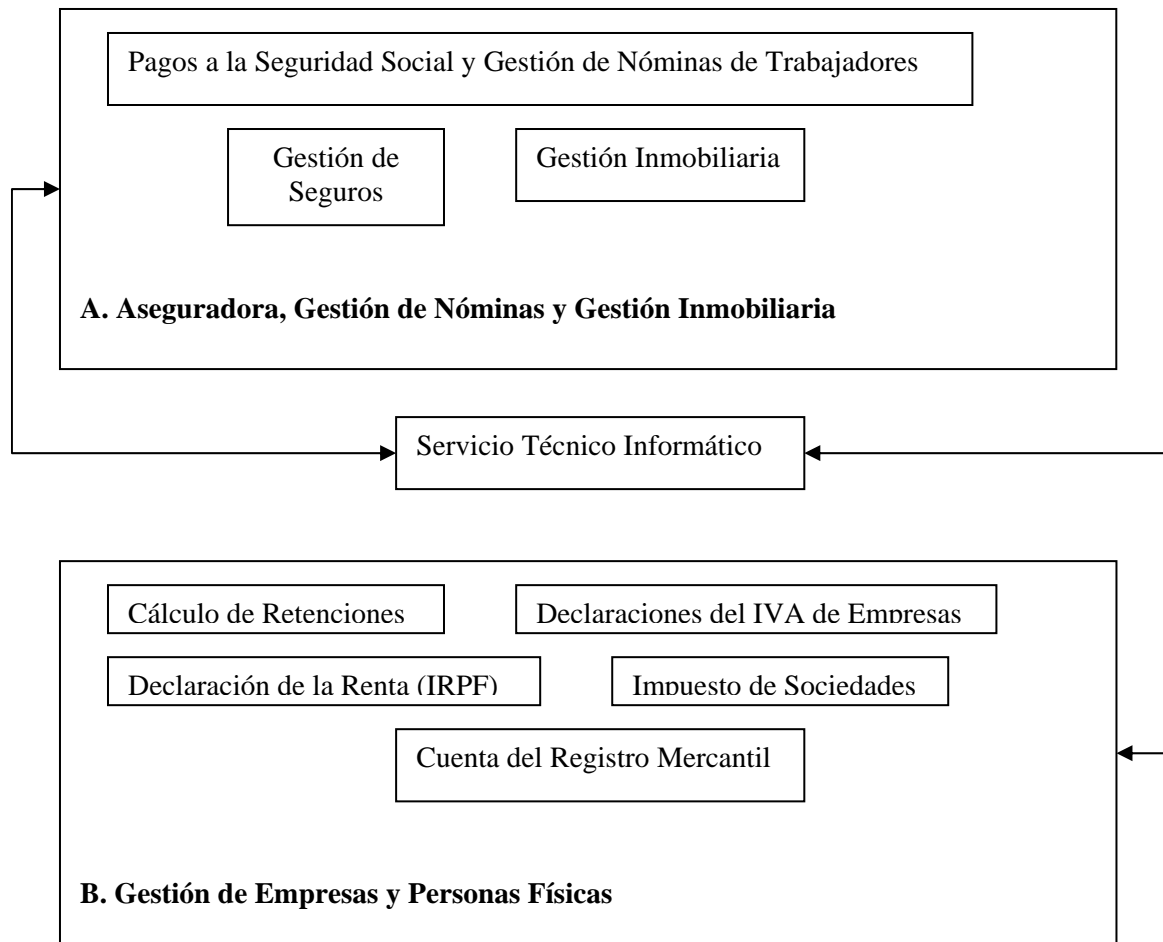 Pagos a la Seguridad Social y Gestión de Nóminas de Trabajadores
Gestión de
Seguros
Gestión Inmobiliaria
A. Aseguradora, Gestión de Nóminas y Gestión Inmobiliaria
Servicio Técnico Informático
Cálculo de Retenciones
Declaraciones del IVA de Empresas
Declaración de la Renta (IRPF)
Impuesto de Sociedades
Cuenta del Registro Mercantil
B. Gestión de Empresas y Personas Físicas